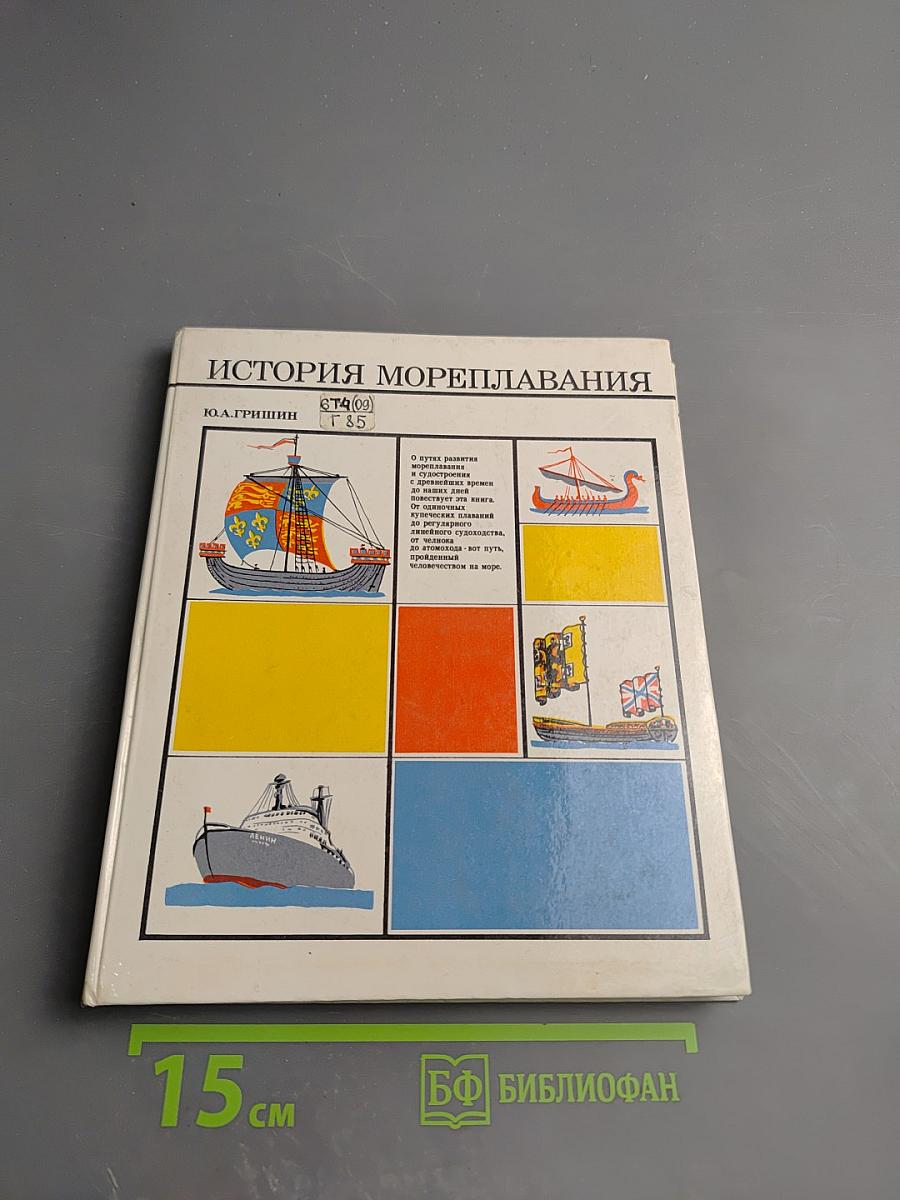 ИСТОРИЯ МОРЕПЛАВАНИЯ
Ю.А.ГРИШИН
6Т4(09)
Г 85
О путях развития
мореплавания
и судостроения
с древнейших времен
до наших дней
повествует эта книга.
От одиночных
купеческих плаваний
до регулярного
линейного судоходства,
от челнока
до атомохода - вот путь,
пройденный
человечеством на море.
ЛЕНИН
15 см
БФ БИБЛИОФАН